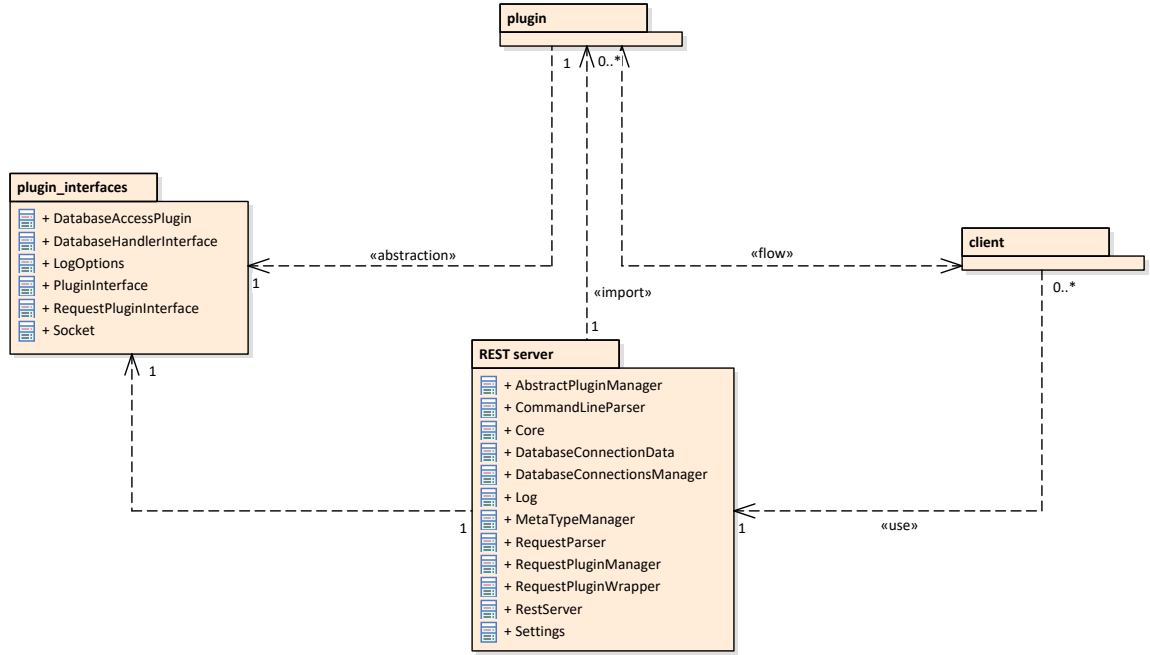 plugin
1
0..*
plugin_interfaces
+ DatabaseAccessPlugin
+ DatabaseHandlerInterface
+ LogOptions
+ PluginInterface
+ RequestPluginInterface
+ Socket
«abstraction»
1
«flow»
client
0..*
«import»
1
1
REST server
+ AbstractPluginManager
+ CommandLineParser
+ Core
+ DatabaseConnectionData
+ DatabaseConnectionsManager
+ Log
+ MetaTypeManager
+ RequestParser
+ RequestPluginManager
+ RequestPluginWrapper
+ RestServer
+ Settings
1
1
«use»